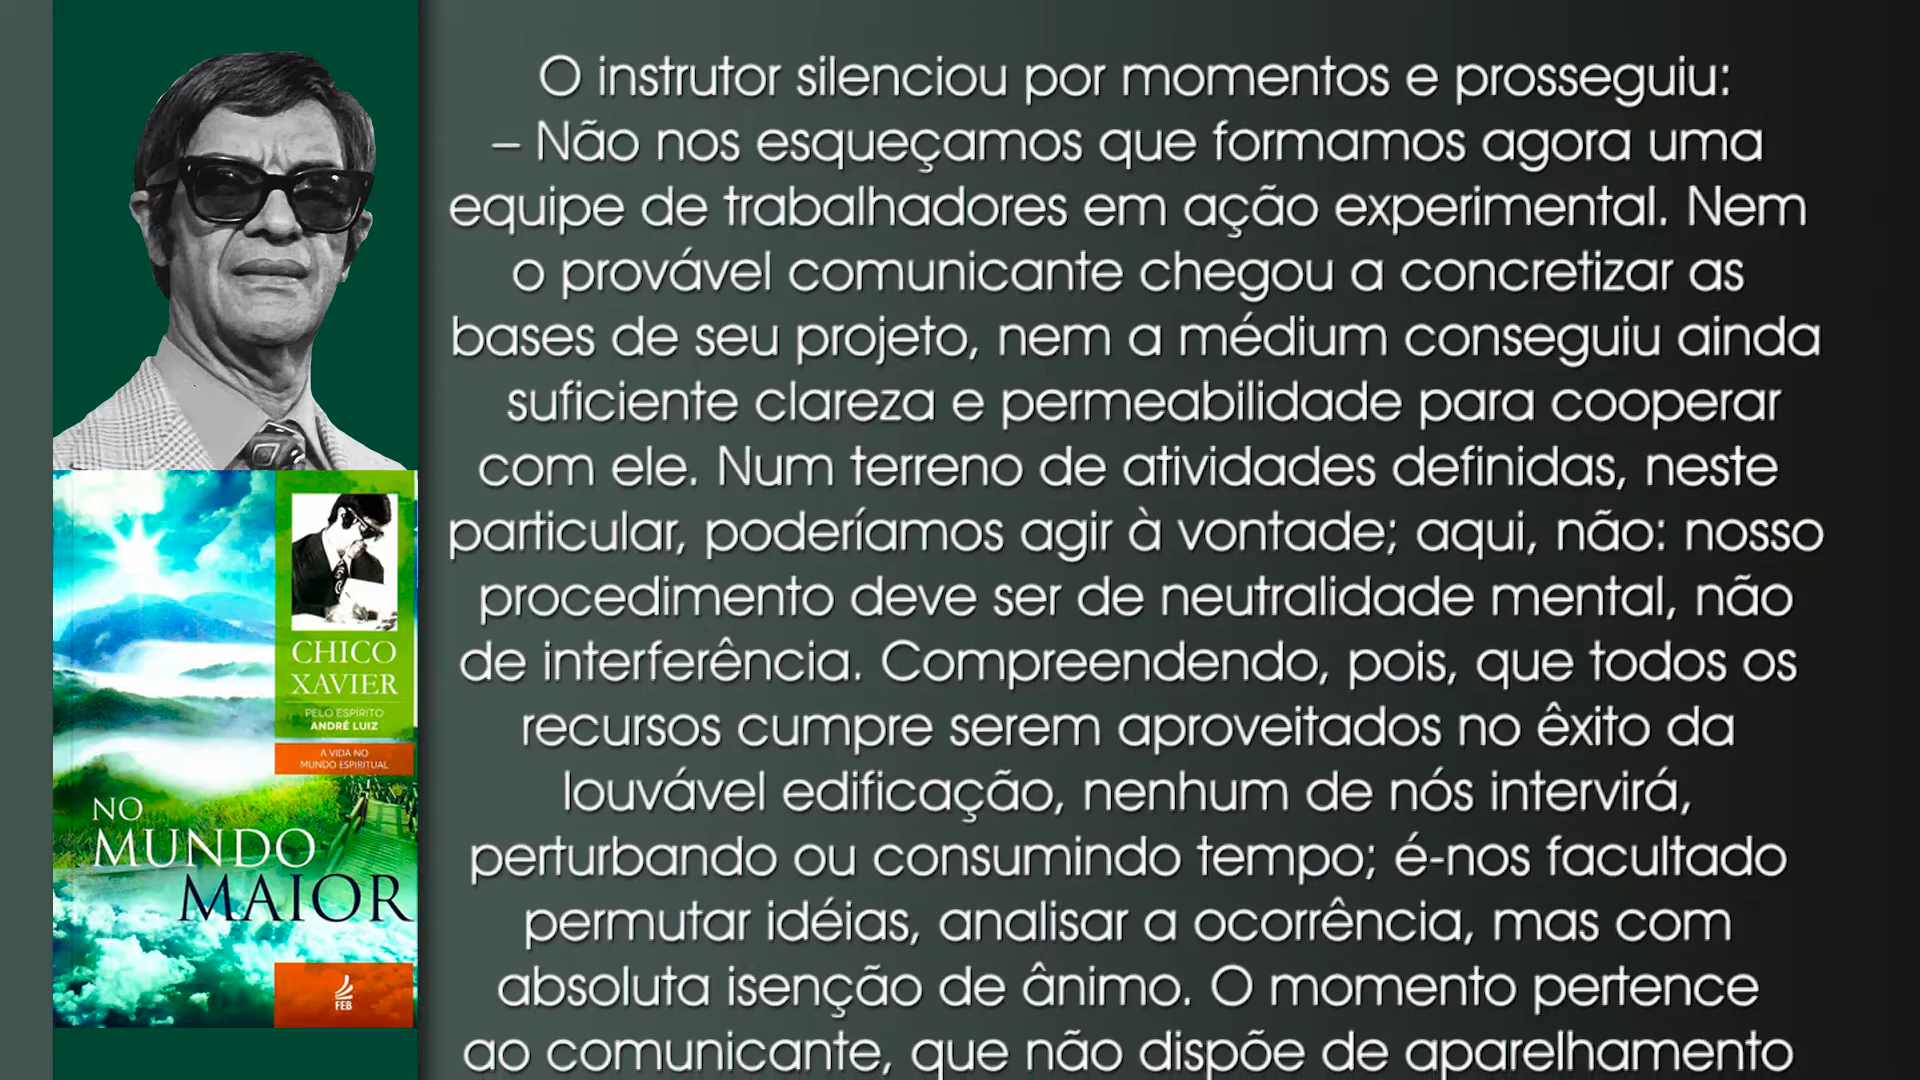 O instrutor silenciou por momentos e prosseguiu:
– Não nos esqueçamos que formamos agora uma
equipe de trabalhadores em ação experimental. Nem
o provável comunicante chegou a concretizar as
bases de seu projeto, nem a médium conseguiu ainda
suficiente clareza e permeabilidade para cooperar
com ele. Num terreno de atividades definidas, neste
particular, poderíamos agir à vontade; aqui, não: nosso
procedimento deve ser de neutralidade mental, não
de interferência. Compreendendo, pois, que todos os
recursos cumpre serem aproveitados no êxito da
louvável edificação, nenhum de nós intervirá,
perturbando ou consumindo tempo; é-nos facultado
permutar idéias, analisar a ocorrência, mas com
absoluta isenção de ânimo. O momento pertence
ao comunicante, que não dispõe de aparelhamento
CHICO
XAVIER
PELO ESPÍRITO
ANDRÉ LUIZ
A VIDA NO
MUNDO ESPIRITUAL
NO
MUNDO
MAIOR
FEB